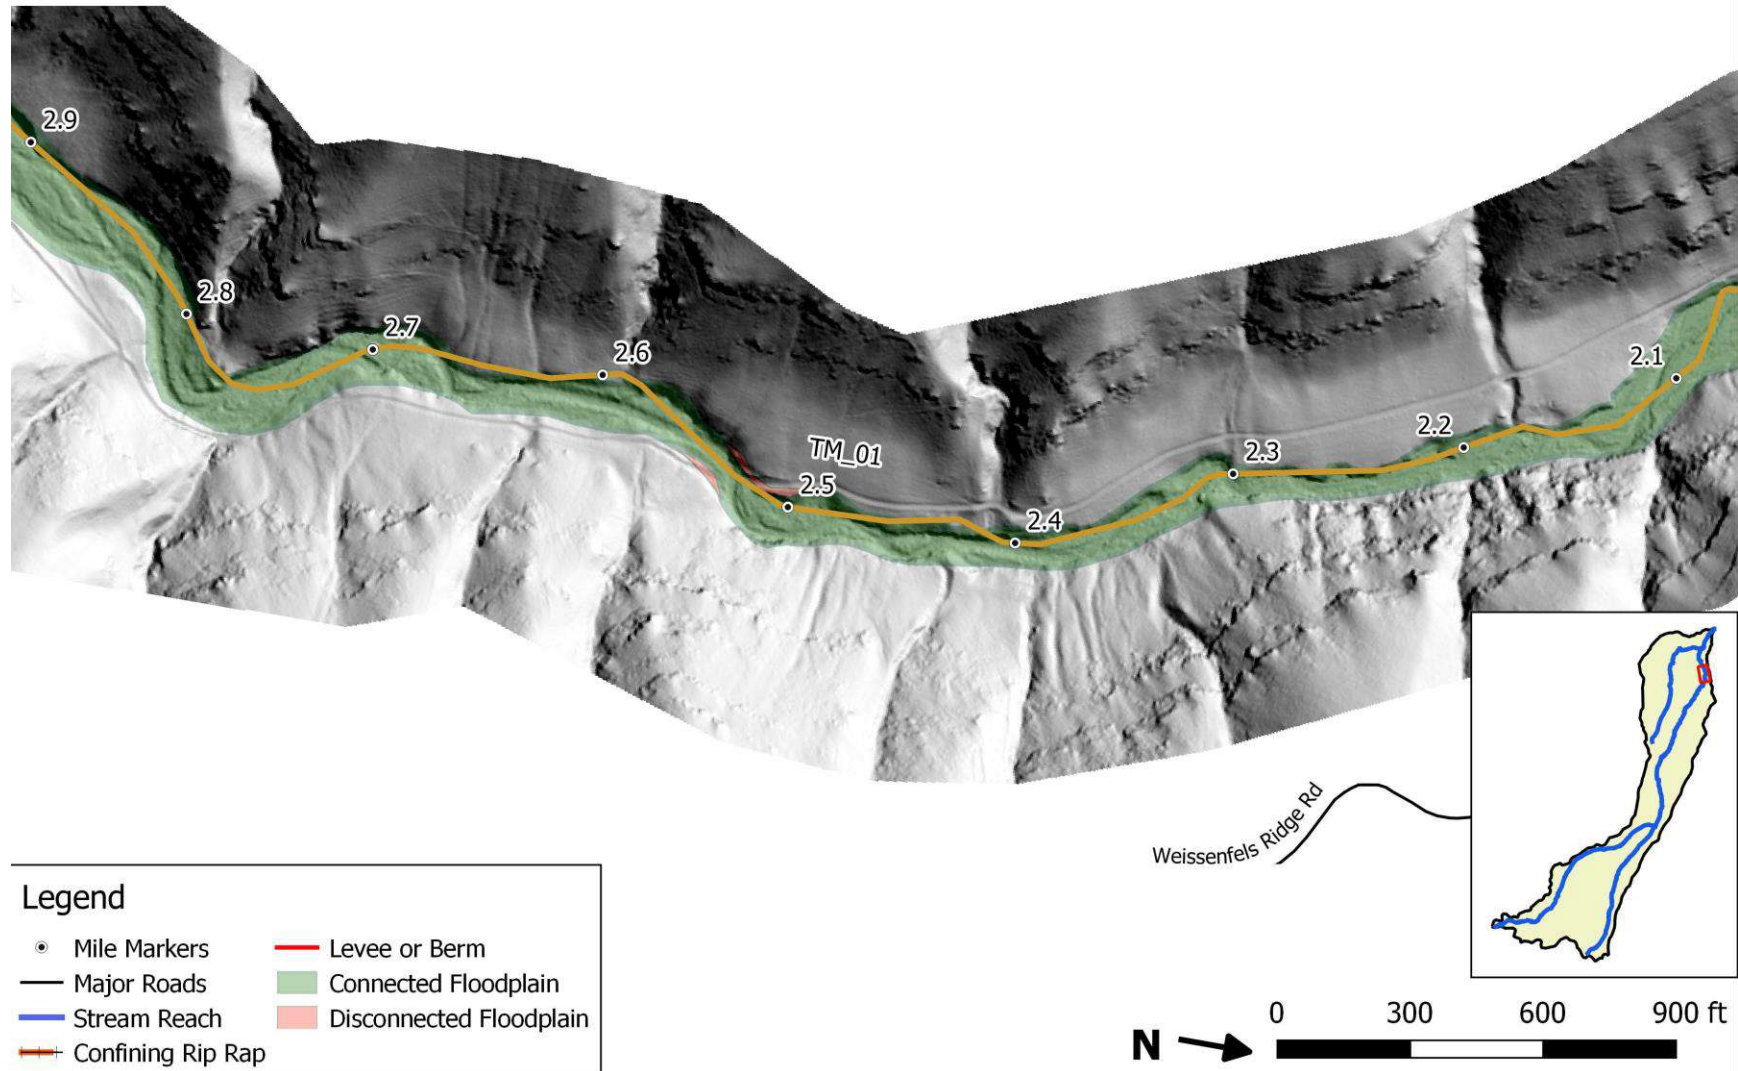 2.9
2.8
2.7
2.6
2.5
TM_01
2.4
2.3
2.2
2.1
Weissenfels Ridge Rd
Legend
Mile Markers
Major Roads
Stream Reach
Confining Rip Rap
Levee or Berm
Connected Floodplain
Disconnected Floodplain
N
0 300 600 900 ft